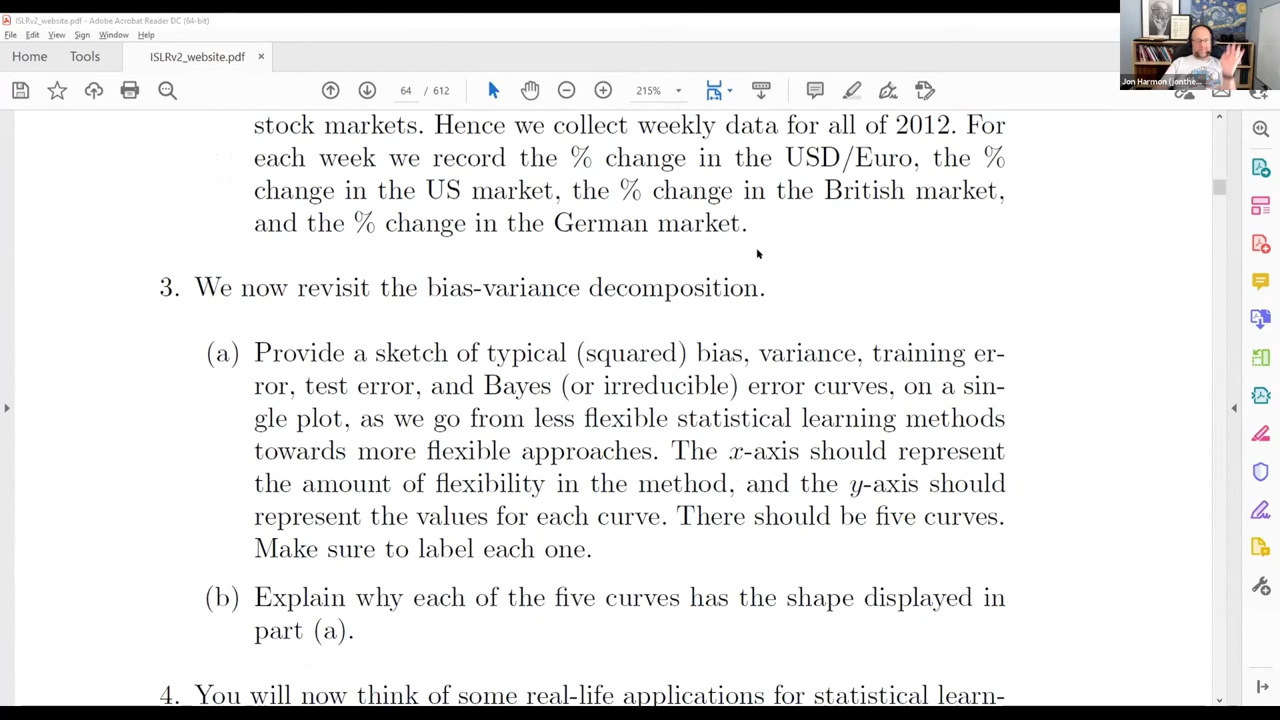 ISLRv2_website.pdf - Adobe Acrobat Reader DC (64-bit)
File Edit View Sign Window Help
Home Tools ISLRv2_website.pdf ×
64 / 612 215%
Jon Harmon (jonthe...
stock markets. Hence we collect weekly data for all of 2012. For
each week we record the % change in the USD/Euro, the %
change in the US market, the % change in the British market,
and the % change in the German market.
3. We now revisit the bias-variance decomposition.
(a) Provide a sketch of typical (squared) bias, variance, training er-
ror, test error, and Bayes (or irreducible) error curves, on a sin-
gle plot, as we go from less flexible statistical learning methods
towards more flexible approaches. The x-axis should represent
the amount of flexibility in the method, and the y-axis should
represent the values for each curve. There should be five curves.
Make sure to label each one.
(b) Explain why each of the five curves has the shape displayed in
part (a).
4. You will now think of some real-life applications for statistical learn-